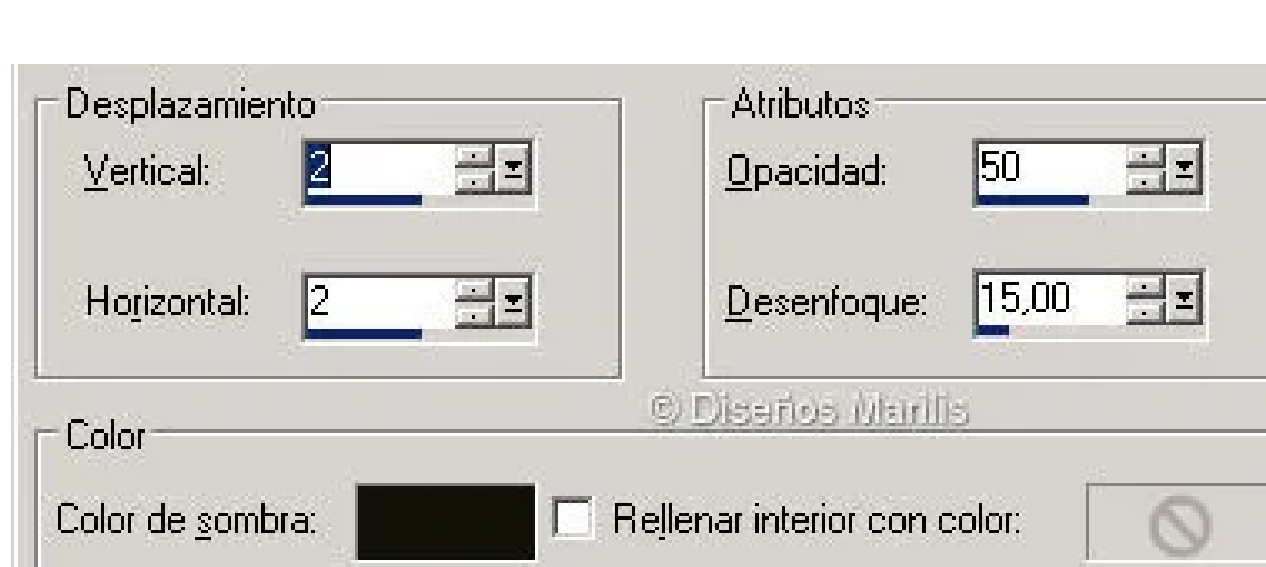 Desplazamiento
Vertical: 2
Horizontal: 2
Atributos
Opacidad: 50
Desenfoque: 15,00
© Diseños Marilis
Color
Color de sombra:
Rellenar interior con color: